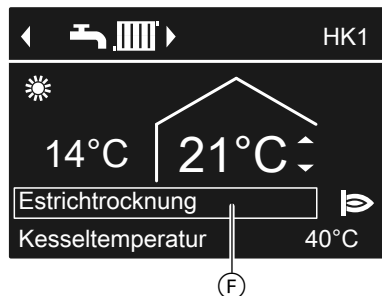 HK1
14°C 21°C
Estrichtrocknung
Kesseltemperatur 40°C
F